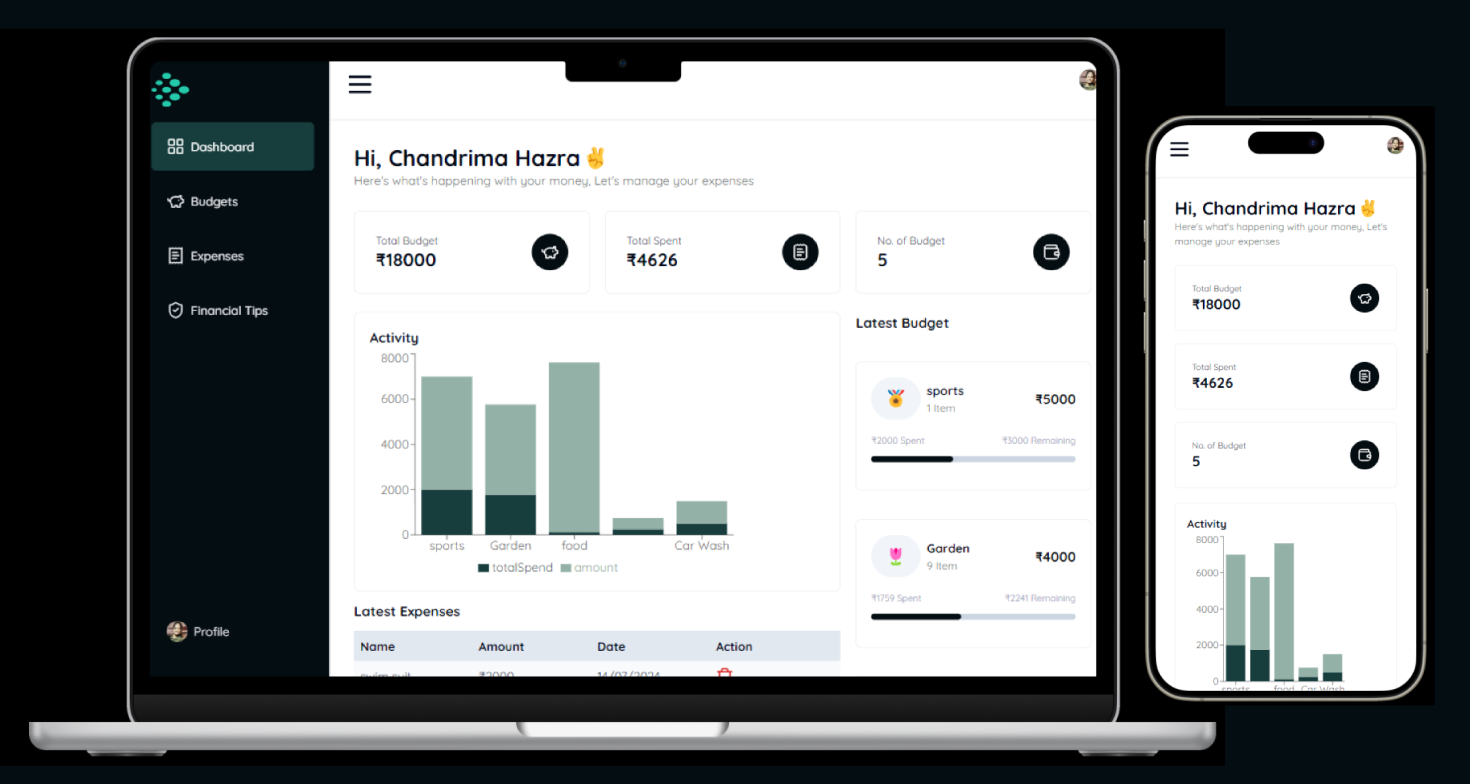 Dashboard
Budgets
Expenses
Financial Tips
Profile
Hi, Chandrima Hazra ✌
Here's what's happening with your money, Let's manage your expenses
Total Budget
₹18000
Total Spent
₹4626
No. of Budget
5
Activity
8000
6000
4000
2000
0
sports Garden food Car Wash
totalSpend amount
Latest Budget
sports
1 Item
₹5000
₹2000 Spent ₹3000 Remaining
Garden
9 Item
₹4000
₹1759 Spent ₹2241 Remaining
Latest Expenses
Name Amount Date Action
swim suit ₹2000 14/07/2024
Hi, Chandrima Hazra ✌
Here's what's happening with your money, Let's
manage your expenses
Total Budget
₹18000
Total Spent
₹4626
No. of Budget
5
Activity
8000
6000
4000
2000
0
sports food Car Wash